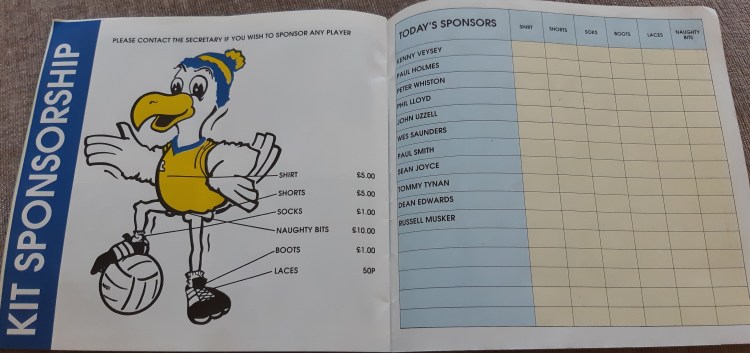 KIT SPONSORSHIP
PLEASE CONTACT THE SECRETARY IF YOU WISH TO SPONSOR ANY PLAYER
SHIRT £5.00
SHORTS £5.00
SOCKS £1.00
NAUGHTY BITS £10.00
BOOTS £1.00
LACES 50P
TODAY'S SPONSORS
SHIRT
SHORTS
SOKS
BOOTS
LACES
NAUGHTY
BITS
KENNY VEYSEY
PAUL HOLMES
PETER WHISTON
PHIL LLOYD
JOHN UZZELL
WES SAUNDERS
PAUL SMITH
SEAN JOYCE
TOMMY TYNAN
DEAN EDWARDS
RUSSELL MUSKER